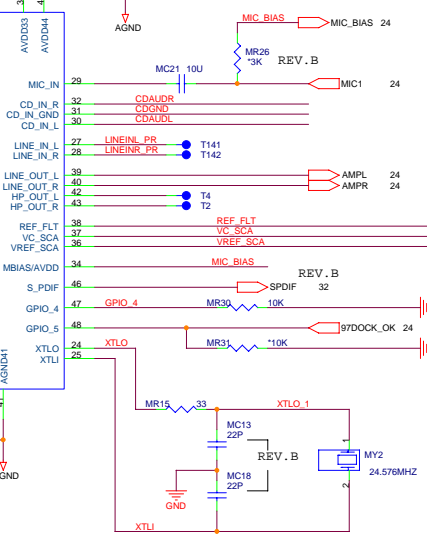 AVDD33
AVDD44
3
4
AGND
MIC_BIAS
MIC_BIAS 24
MR26
*3K
REV.B
MC21 10U
MIC_IN 29
MIC1 24
CD_IN_R 32 CDAUDR
CD_IN_GND 31 CDGND
CD_IN_L 30 CDAUDL
LINE_IN_L 27 LINEINL_PR T141
LINE_IN_R 28 LINEINR_PR T142
LINE_OUT_L 39 AMPL 24
LINE_OUT_R 40 AMPR 24
HP_OUT_L 42 T4
HP_OUT_R 43 T2
REF_FLT 38 REF_FLT
VC_SCA 37 VC_SCA
VREF_SCA 36 VREF_SCA
MBIAS/AVDD 34 MIC_BIAS
REV.B
S_PDIF 46 SPDIF 32
GPIO_4 47 GPIO_4 MR30 10K
GPIO_5 48 97DOCK_OK 24
XTLO 24 XTLO MR31 *10K
XTLI 25
AGND41
41
MR15 33 XTLO_1
MC13
22P
REV.B
1
MY2
24.576MHZ
2
MC18
22P
GND
GND
XTLI